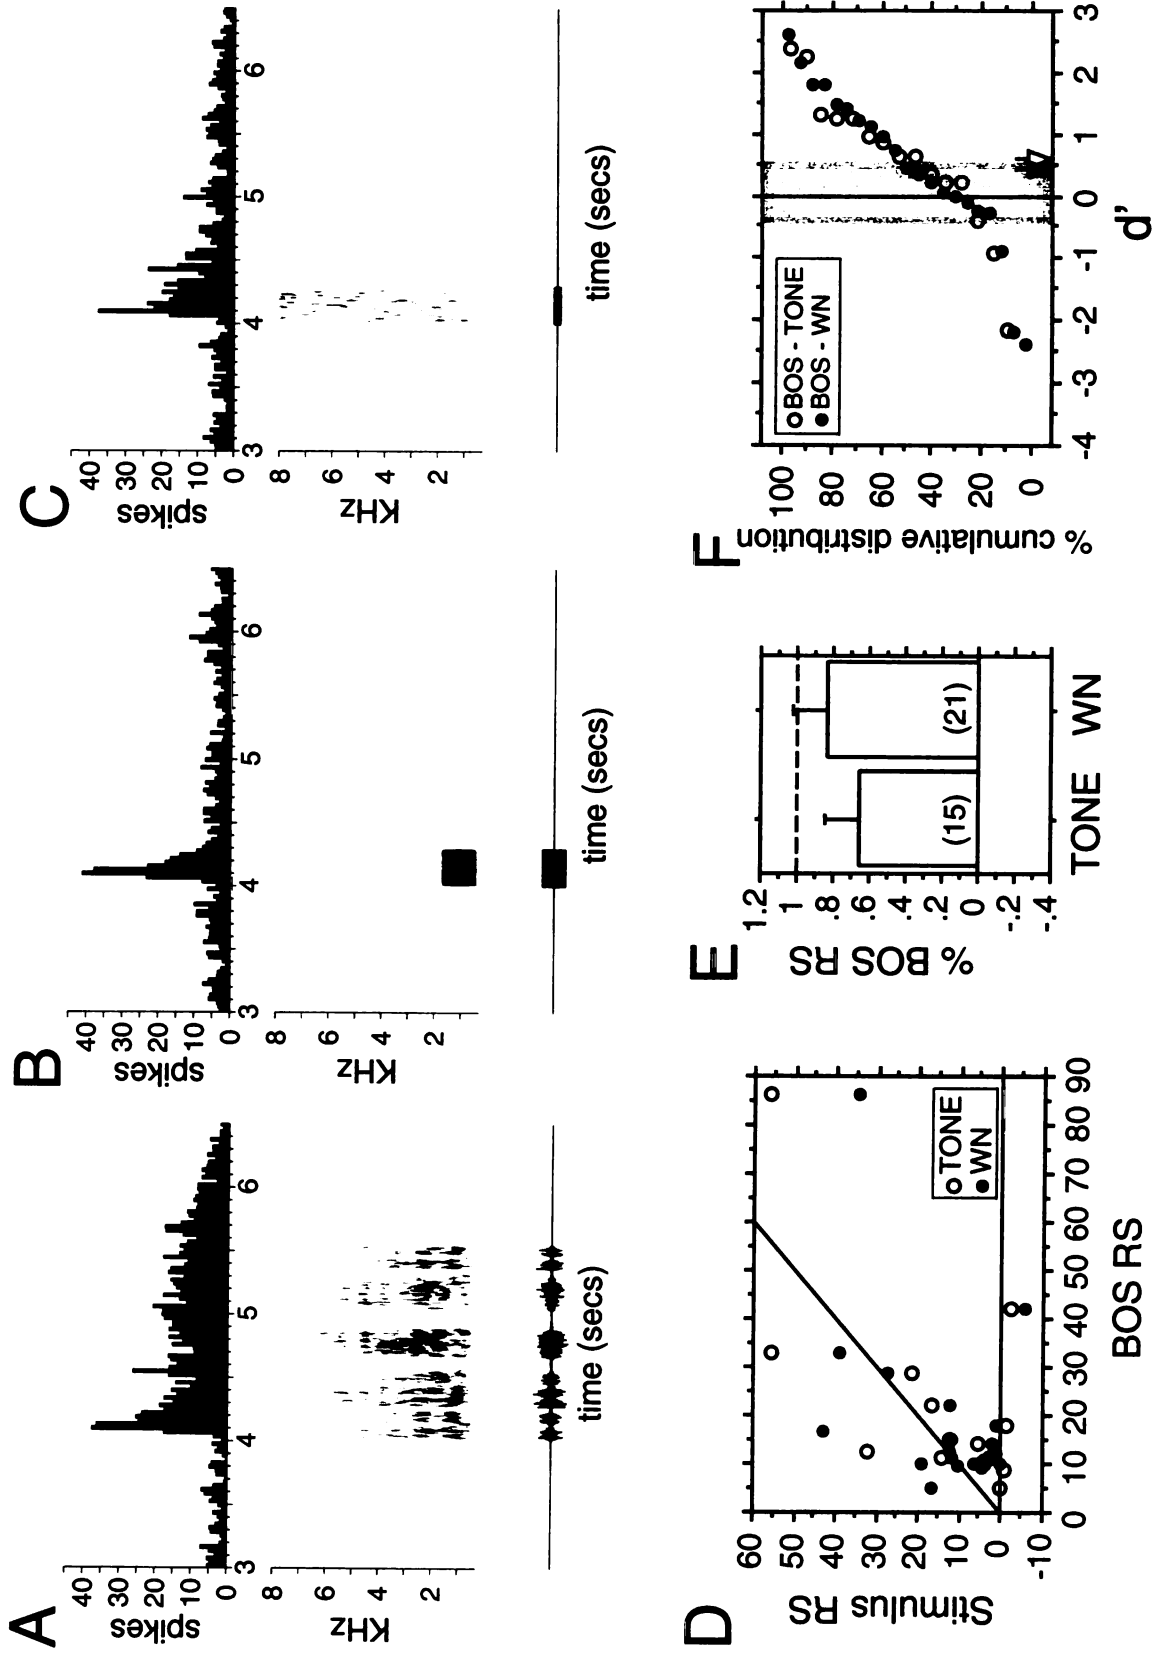 A
spikes
40
30
20
10
0
3
4
5
6
KHz
8
6
4
2
time (secs)
B
spikes
40
30
20
10
0
3
4
5
6
KHz
8
6
4
2
time (secs)
C
spikes
40
30
20
10
0
3
4
5
6
KHz
8
6
4
2
time (secs)
D
Stimulus RS
60
50
40
30
20
10
0
-10
0 10 20 30 40 50 60 70 80 90
BOS RS
TONE
WN
E
% BOS RS
1.2
1
.8
.6
.4
.2
0
-.2
-.4
(15)
(21)
TONE WN
F
% cumulative distribution
100
80
60
40
20
0
-4 -3 -2 -1 0 1 2 3
d'
BOS - TONE
BOS - WN